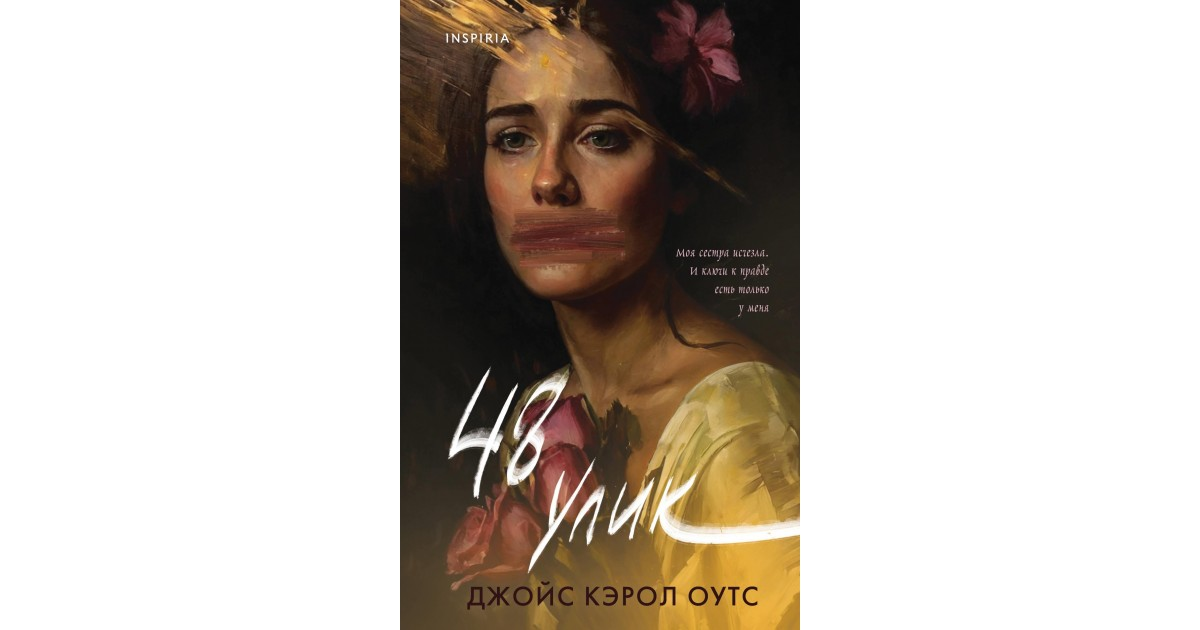 INSPIRIA
Моя сестра исчезла.
И ключи к правде
есть только
у меня
48
улик
ДЖОЙС КЭРОЛ ОУТС